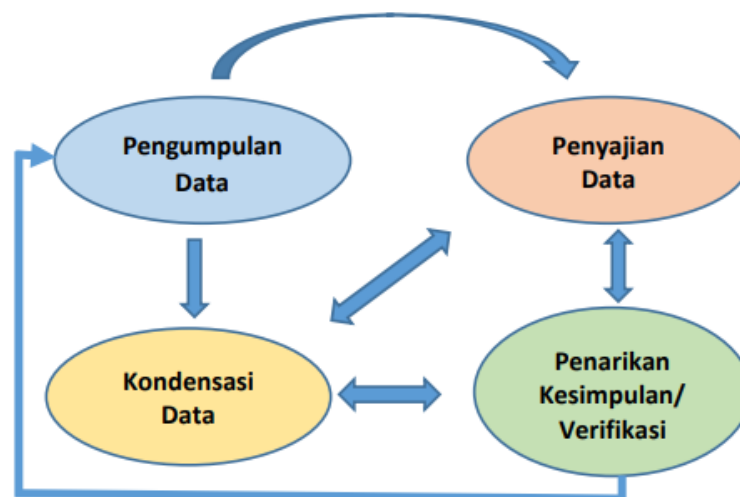 Pengumpulan
Data
Penyajian
Data
Kondensasi
Data
Penarikan
Kesimpulan/
Verifikasi